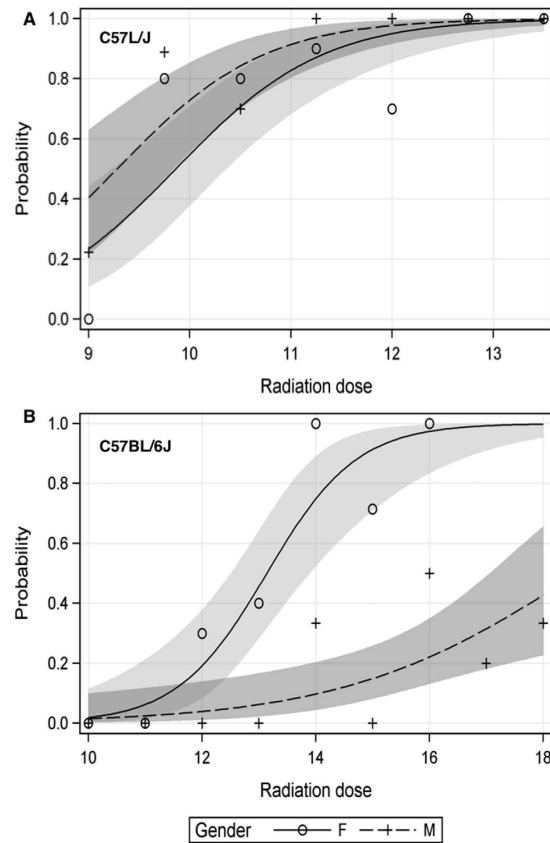 A
C57L/J
1.0
0.8
0.6
0.4
0.2
0.0
Probability
9 10 11 12 13
Radiation dose
B
C57BL/6J
1.0
0.8
0.6
0.4
0.2
0.0
Probability
10 12 14 16 18
Radiation dose
Gender F M